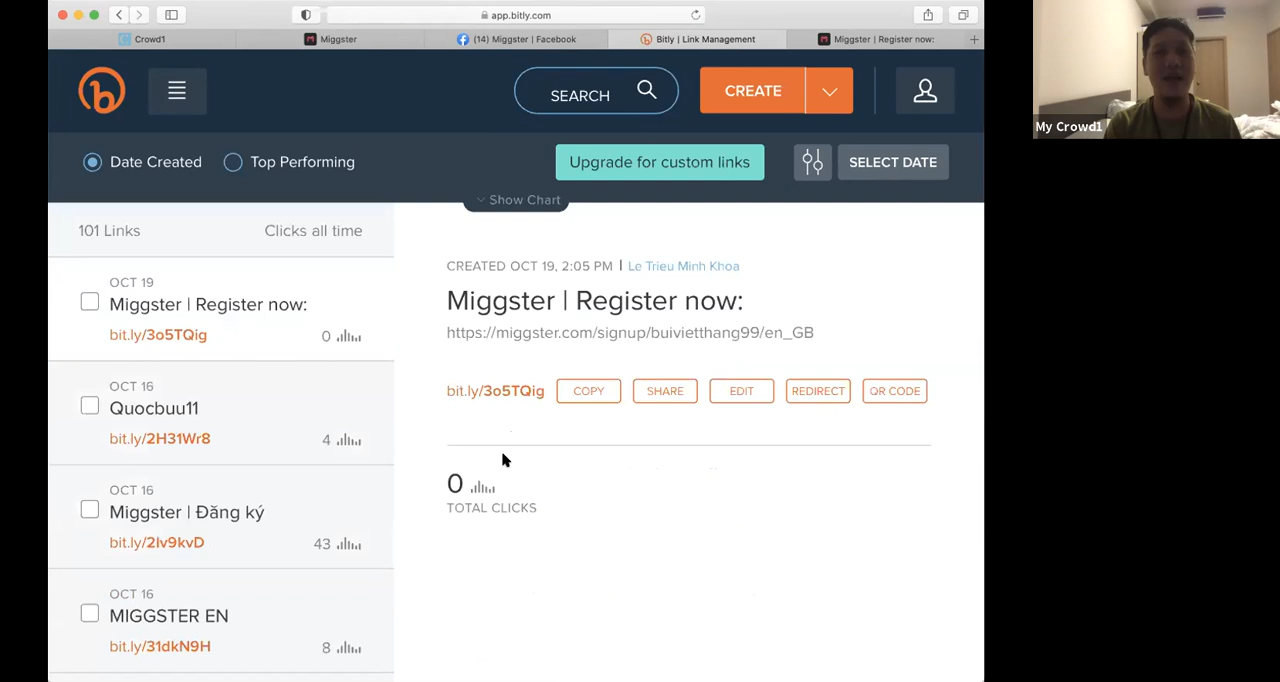 app.bitly.com
Crowd1
Miggster
(14) Miggster | Facebook
Bitly | Link Management
Miggster | Register now:
SEARCH
CREATE
Date Created
Top Performing
Upgrade for custom links
SELECT DATE
Show Chart
101 Links
Clicks all time
OCT 19
Miggster | Register now:
bit.ly/3o5TQig
0
OCT 16
Quocbuu11
bit.ly/2H31Wr8
4
OCT 16
Miggster | Đăng ký
bit.ly/2Iv9kvD
43
OCT 16
MIGGSTER EN
bit.ly/31dkN9H
8
CREATED OCT 19, 2:05 PM | Le Trieu Minh Khoa
Miggster | Register now:
https://miggster.com/signup/buivietthang99/en_GB
bit.ly/3o5TQig
COPY
SHARE
EDIT
REDIRECT
QR CODE
0
TOTAL CLICKS
My Crowd1